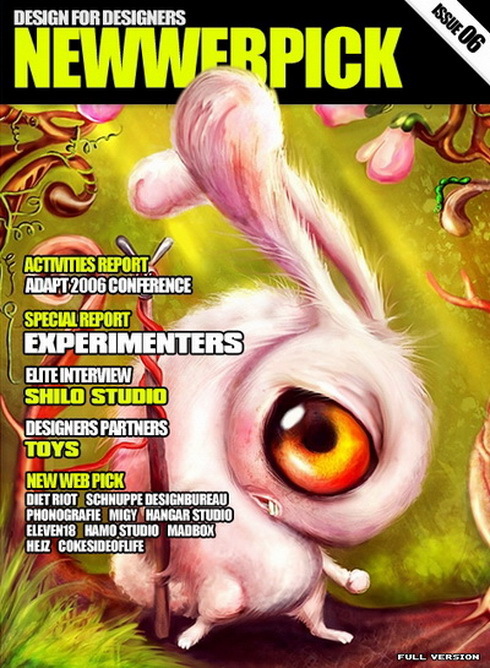 DESIGN FOR DESIGNERS
NEWWEBPICK
ISSUE 06
ACTIVITIES REPORT
ADAPT 2006 CONFERENCE
SPECIAL REPORT
EXPERIMENTERS
ELITE INTERVIEW
SHILO STUDIO
DESIGNERS PARTNERS
TOYS
NEW WEB PICK
DIET RIOT SCHNUPPE DESIGNBUREAU
PHONOGRAFIE MIGY HANGAR STUDIO
ELEVEN18 HAMO STUDIO MADBOX
HEJZ COKESIDEOFLIFE
FULL VERSION